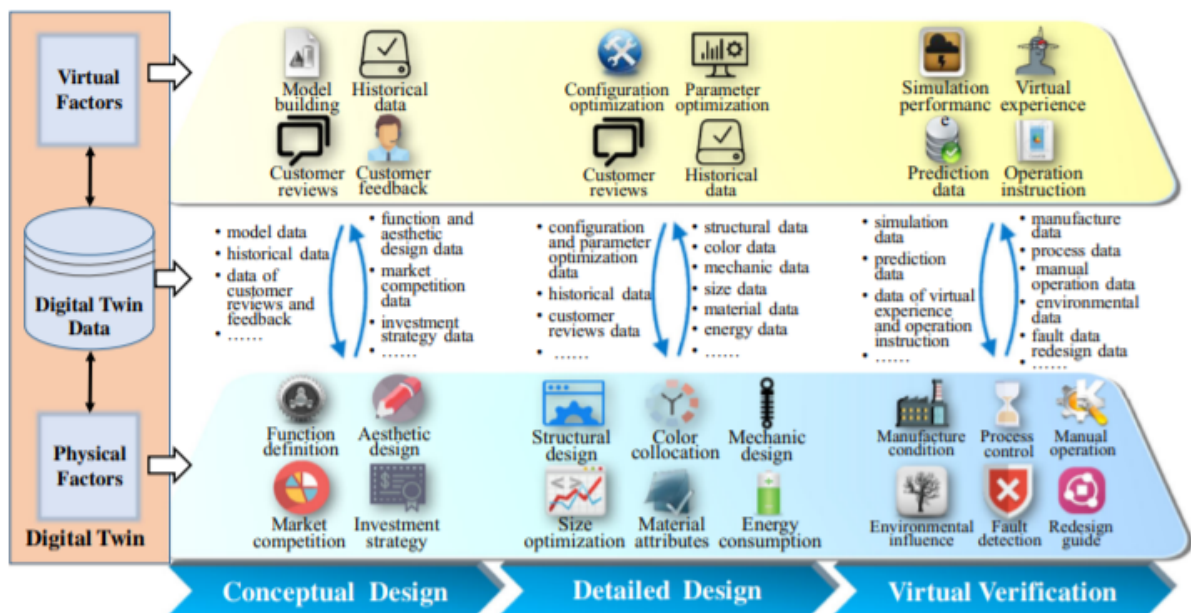 Virtual
Factors
Digital Twin
Data
Physical
Factors
Digital Twin
Model
building
Historical
data
Customer
reviews
Customer
feedback
Configuration
optimization
Parameter
optimization
Customer
reviews
Historical
data
Simulation
performanc
e
Virtual
experience
Prediction
data
Operation
instruction
• model data
• historical data
• data of
customer
reviews and
feedback
• ……
• function and
aesthetic
design data
• market
competition
data
• investment
strategy data
• ……
• configuration
and parameter
optimization
data
• historical data
• customer
reviews data
• ……
• structural data
• color data
• mechanic data
• size data
• material data
• energy data
• ……
• simulation
data
• prediction
data
• data of virtual
experience
and operation
instruction
• ……
• manufacture
data
• process data
• manual
operation data
• environmental
data
• fault data
redesign data
• ……
Function
definition
Aesthetic
design
Market
competition
Investment
strategy
Structural
design
Color
collocation
Mechanic
design
Size
optimization
Material
attributes
Energy
consumption
Manufacture
condition
Process
control
Manual
operation
Environmental
influence
Fault
detection
Redesign
guide
Conceptual Design
Detailed Design
Virtual Verification